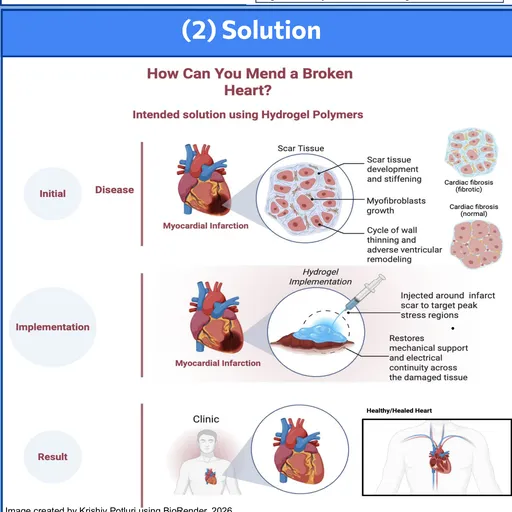 (2) Solution
How Can You Mend a Broken
Heart?
Intended solution using Hydrogel Polymers
Initial
Disease
Myocardial Infarction
Scar Tissue
Scar tissue
development
and stiffening
Myofibroblasts
growth
Cycle of wall
thinning and
adverse ventricular
remodeling
Cardiac fibrosis
(fibrotic)
Cardiac fibrosis
(normal)
Implementation
Myocardial Infarction
Hydrogel
Implementation
Injected around infarct
scar to target peak
stress regions
Restores
mechanical support
and electrical
continuity across
the damaged tissue
Result
Clinic
Healthy/Healed Heart
Image created by Krishiv Potluri using BioRender, 2026